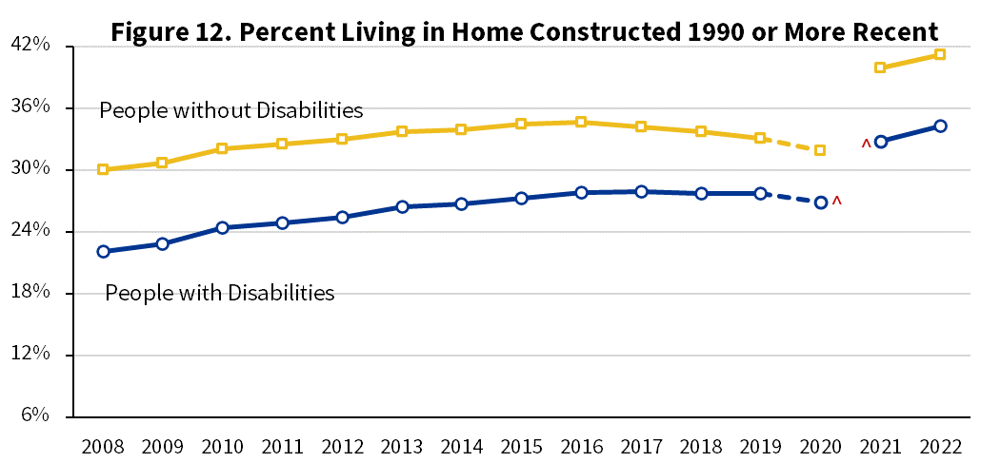 Figure 12. Percent Living in Home Constructed 1990 or More Recent
42%
36%
30%
24%
18%
12%
6%
People without Disabilities
People with Disabilities
^
^
2008 2009 2010 2011 2012 2013 2014 2015 2016 2017 2018 2019 2020 2021 2022